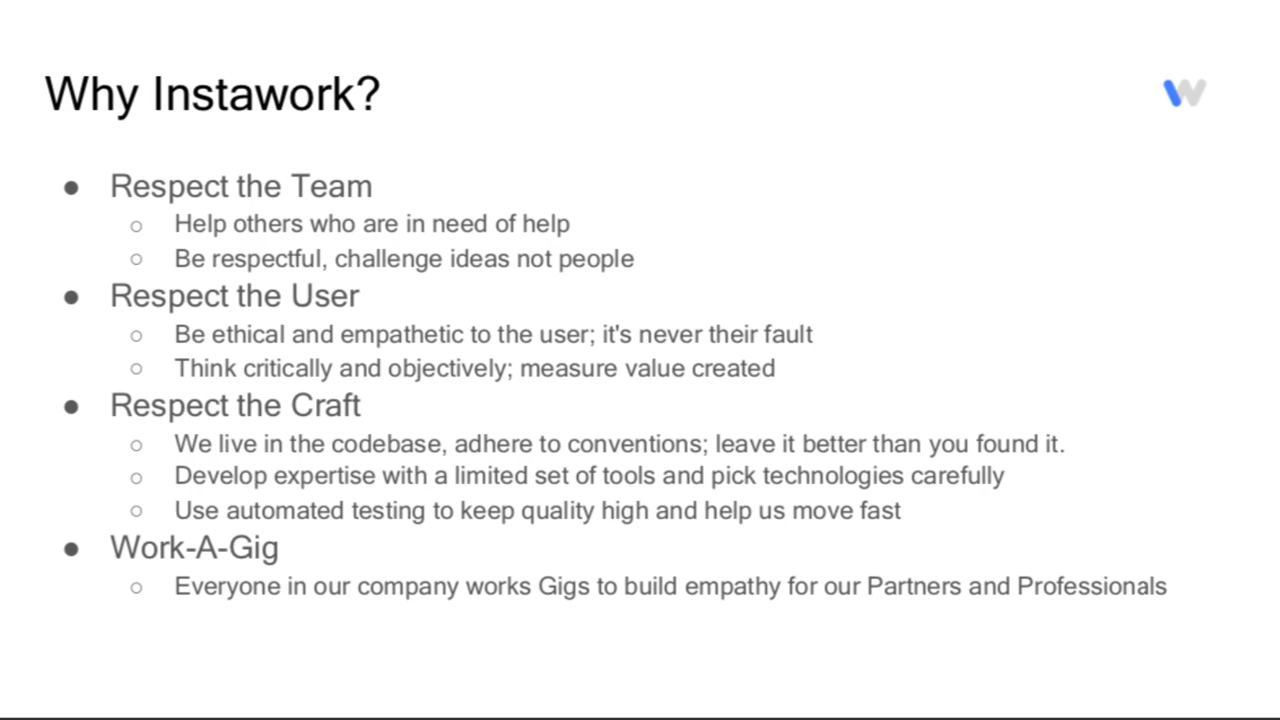 Why Instawork?
● Respect the Team
○ Help others who are in need of help
○ Be respectful, challenge ideas not people
● Respect the User
○ Be ethical and empathetic to the user; it's never their fault
○ Think critically and objectively; measure value created
● Respect the Craft
○ We live in the codebase, adhere to conventions; leave it better than you found it.
○ Develop expertise with a limited set of tools and pick technologies carefully
○ Use automated testing to keep quality high and help us move fast
● Work-A-Gig
○ Everyone in our company works Gigs to build empathy for our Partners and Professionals